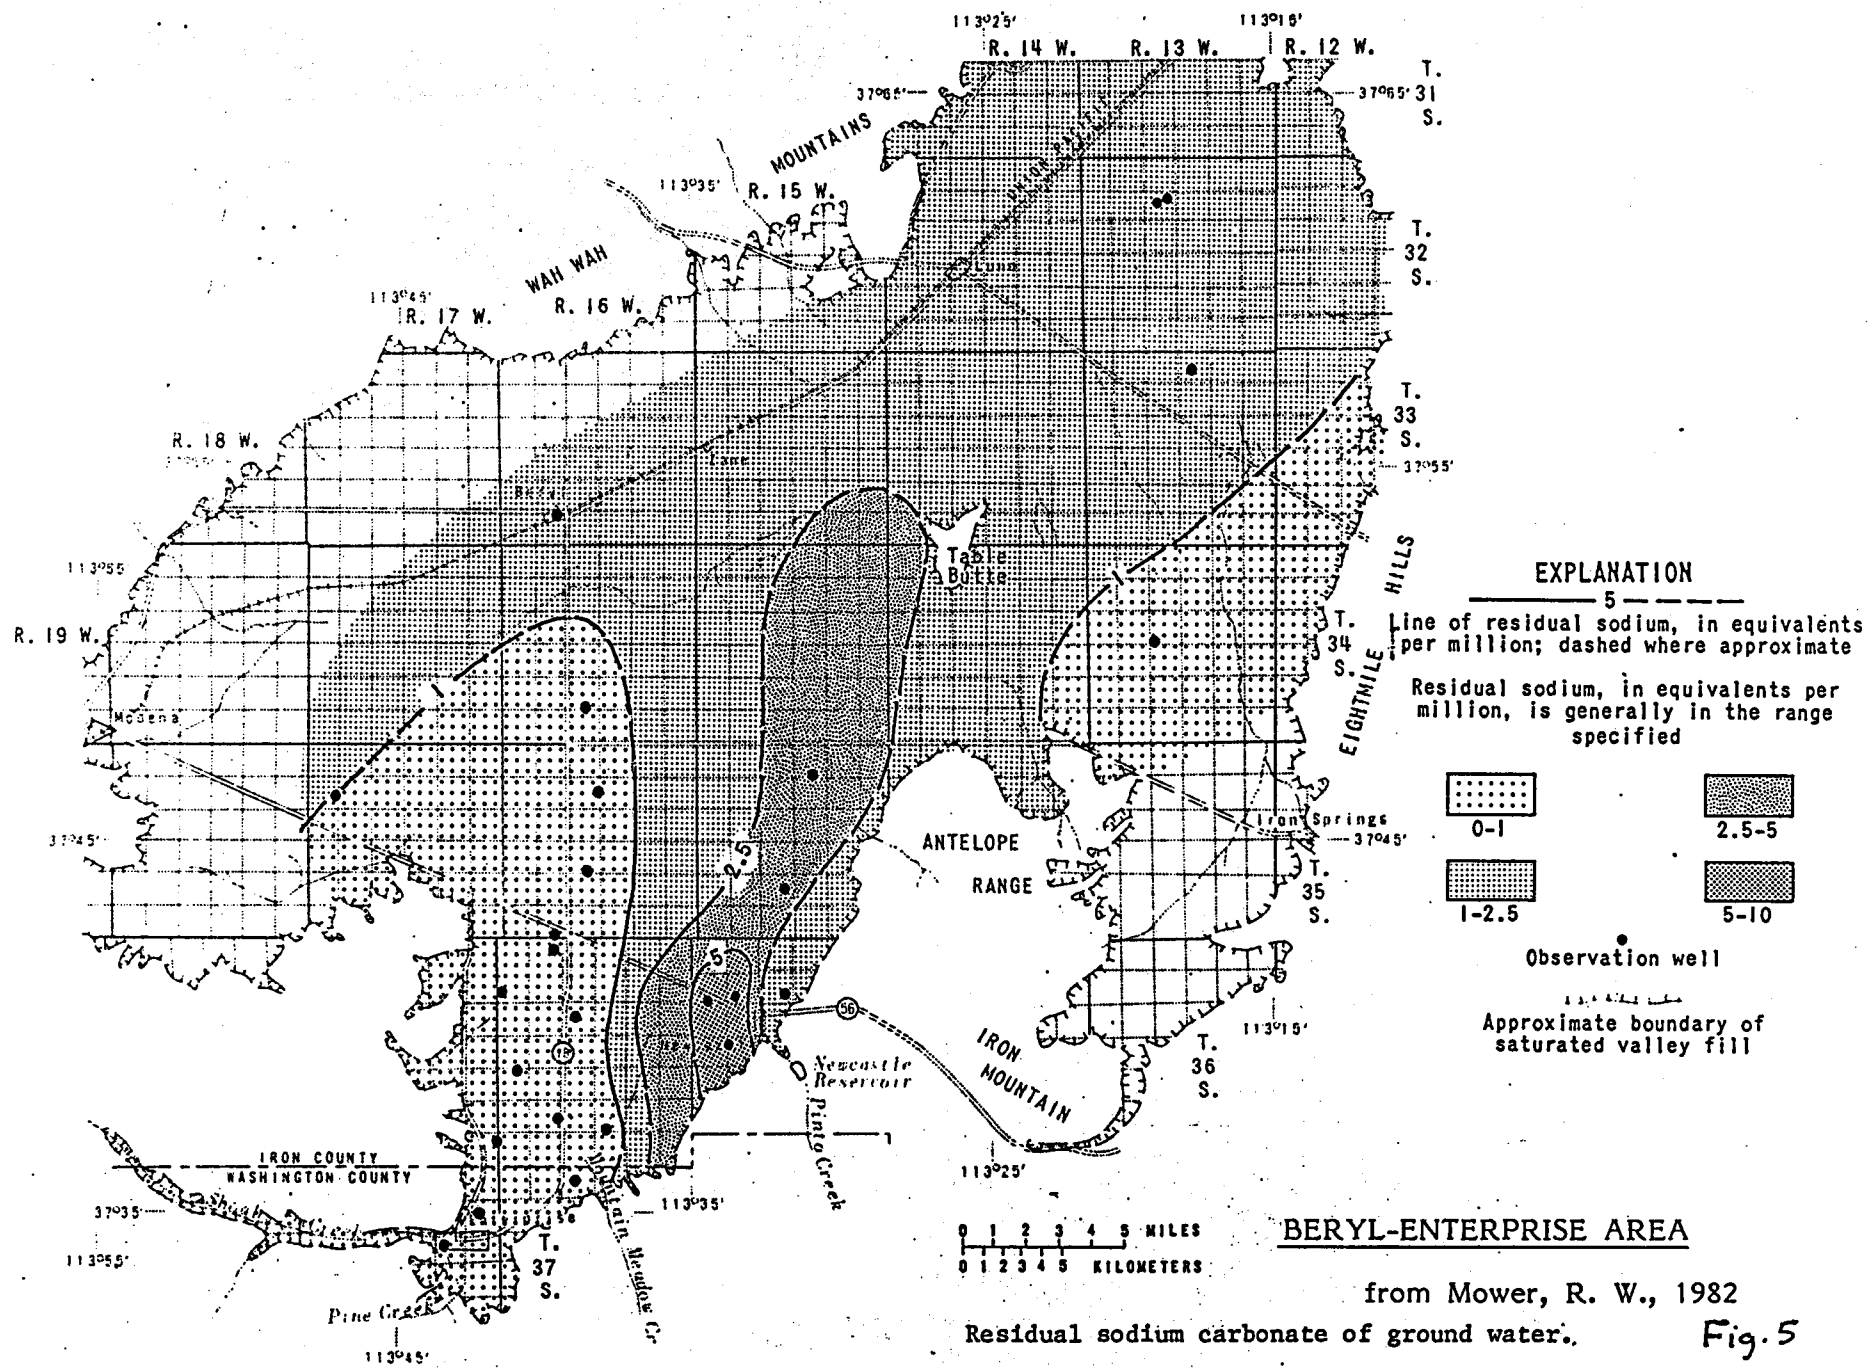 113°25'
113°15'
R. 14 W.
R. 13 W.
R. 12 W.
T.
31
S.
37°65'
37°65'
MOUNTAINS
UNION PACIFIC
113°35'
R. 15 W.
T.
32
S.
WAH WAH
Lund
113°45'
R. 17 W.
R. 16 W.
T.
33
S.
R. 18 W.
37°55'
Zane
Beryl
Table
Butte
113°55'
HILLS
EIGHTMILE
R. 19 W.
T.
34
S.
1
1
Modena
EXPLANATION
5
Line of residual sodium, in equivalents
per million; dashed where approximate
Residual sodium, in equivalents per
million, is generally in the range
specified
0-1
2.5-5
1-2.5
5-10
Observation well
Approximate boundary of
saturated valley fill
Iron Springs
37°45'
37°45'
ANTELOPE
RANGE
2.5
T.
35
S.
5
56
18
113°15'
IRON
MOUNTAIN
T.
36
S.
Newcastle
Reservoir
Pinto Creek
IRON COUNTY
WASHINGTON COUNTY
113°25'
113°35'
37°35'
Shoal Creek
Mountain Meadow Cr
T.
37
S.
113°55'
Pine Creek
113°45'
0 1 2 3 4 5 MILES
0 1 2 3 4 5 KILOMETERS
BERYL-ENTERPRISE AREA
from Mower, R. W., 1982
Residual sodium carbonate of ground water.
Fig. 5